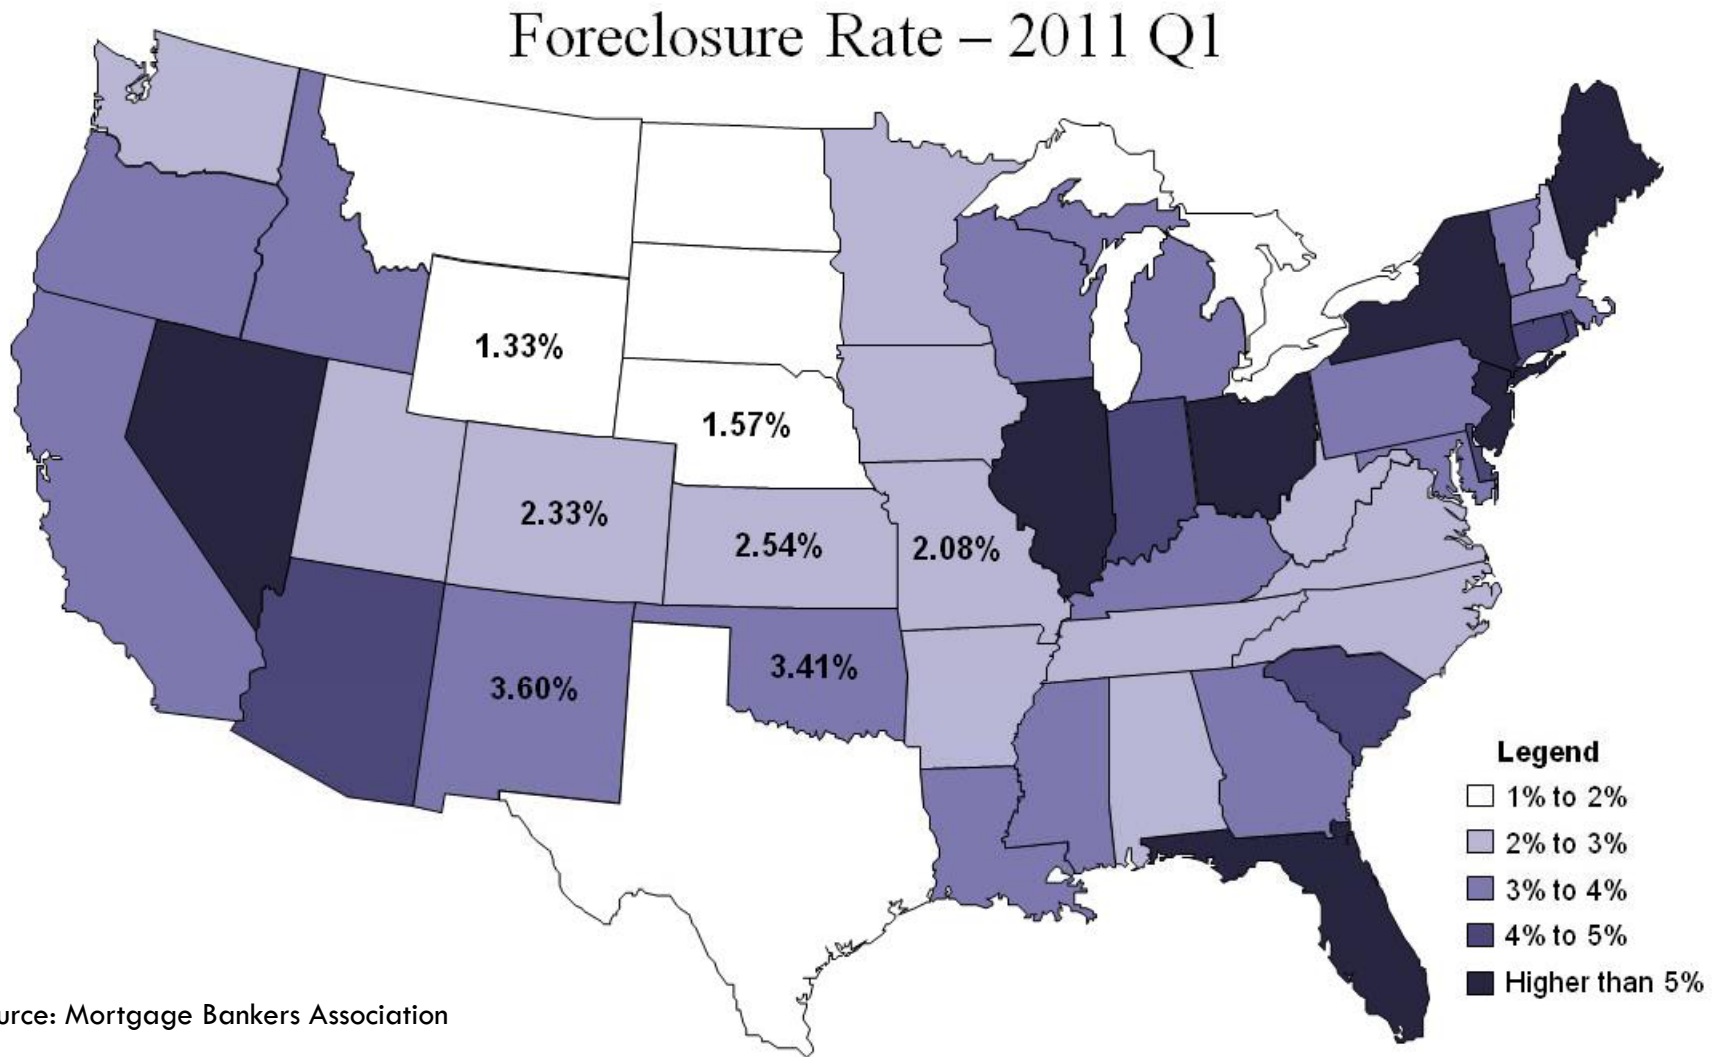 Foreclosure Rate – 2011 Q1
1.33%
1.57%
2.33%
2.54%
2.08%
3.41%
3.60%
Legend
1% to 2%
2% to 3%
3% to 4%
4% to 5%
Higher than 5%
urce: Mortgage Bankers Association